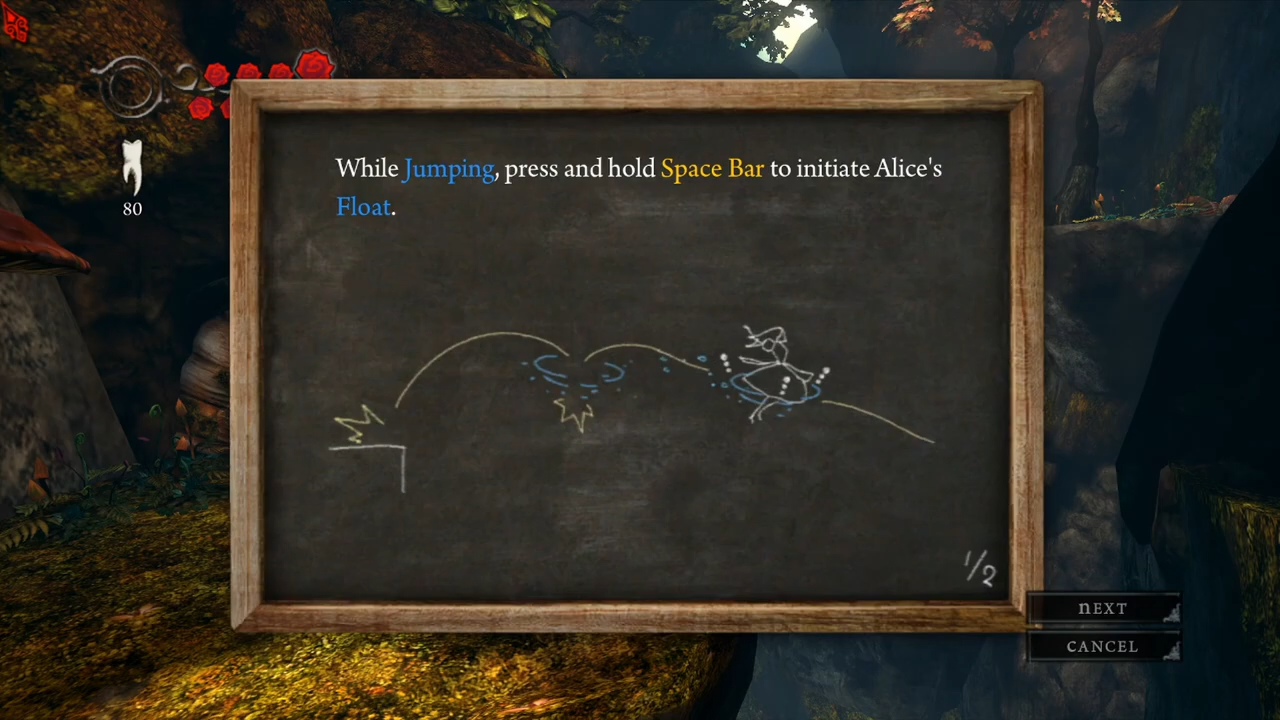 While Jumping, press and hold Space Bar to initiate Alice's
Float.
80
1/2
NEXT
CANCEL